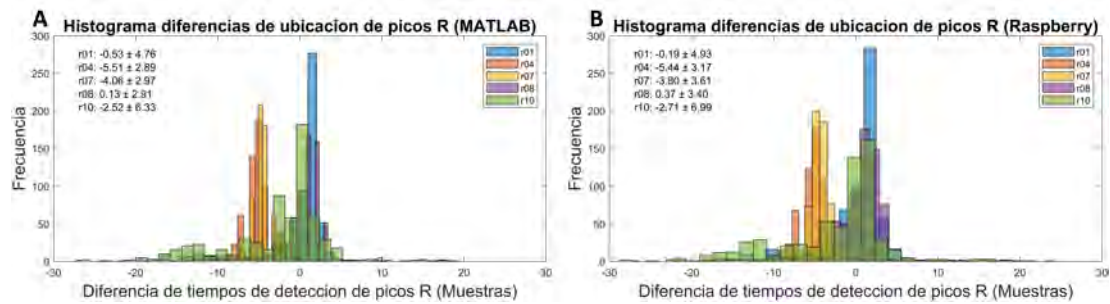 A
Histograma diferencias de ubicacion de picos R (MATLAB)
r01: -0.53 ± 4.76
r04: -5.51 ± 2.89
r07: -4.06 ± 2.97
r08: 0.13 ± 2.91
r10: -2.52 ± 6.33
r01
r04
r07
r08
r10
Frecuencia
300
250
200
150
100
50
0
-30 -20 -10 0 10 20 30
Diferencia de tiempos de deteccion de picos R (Muestras)
B
Histograma diferencias de ubicacion de picos R (Raspberry)
r01: -0.19 ± 4.93
r04: -5.44 ± 3.17
r07: -3.80 ± 3.61
r08: 0.37 ± 3.40
r10: -2.71 ± 6.99
r01
r04
r07
r08
r10
Frecuencia
300
250
200
150
100
50
0
-30 -20 -10 0 10 20 30
Diferencia de tiempos de deteccion de picos R (Muestras)